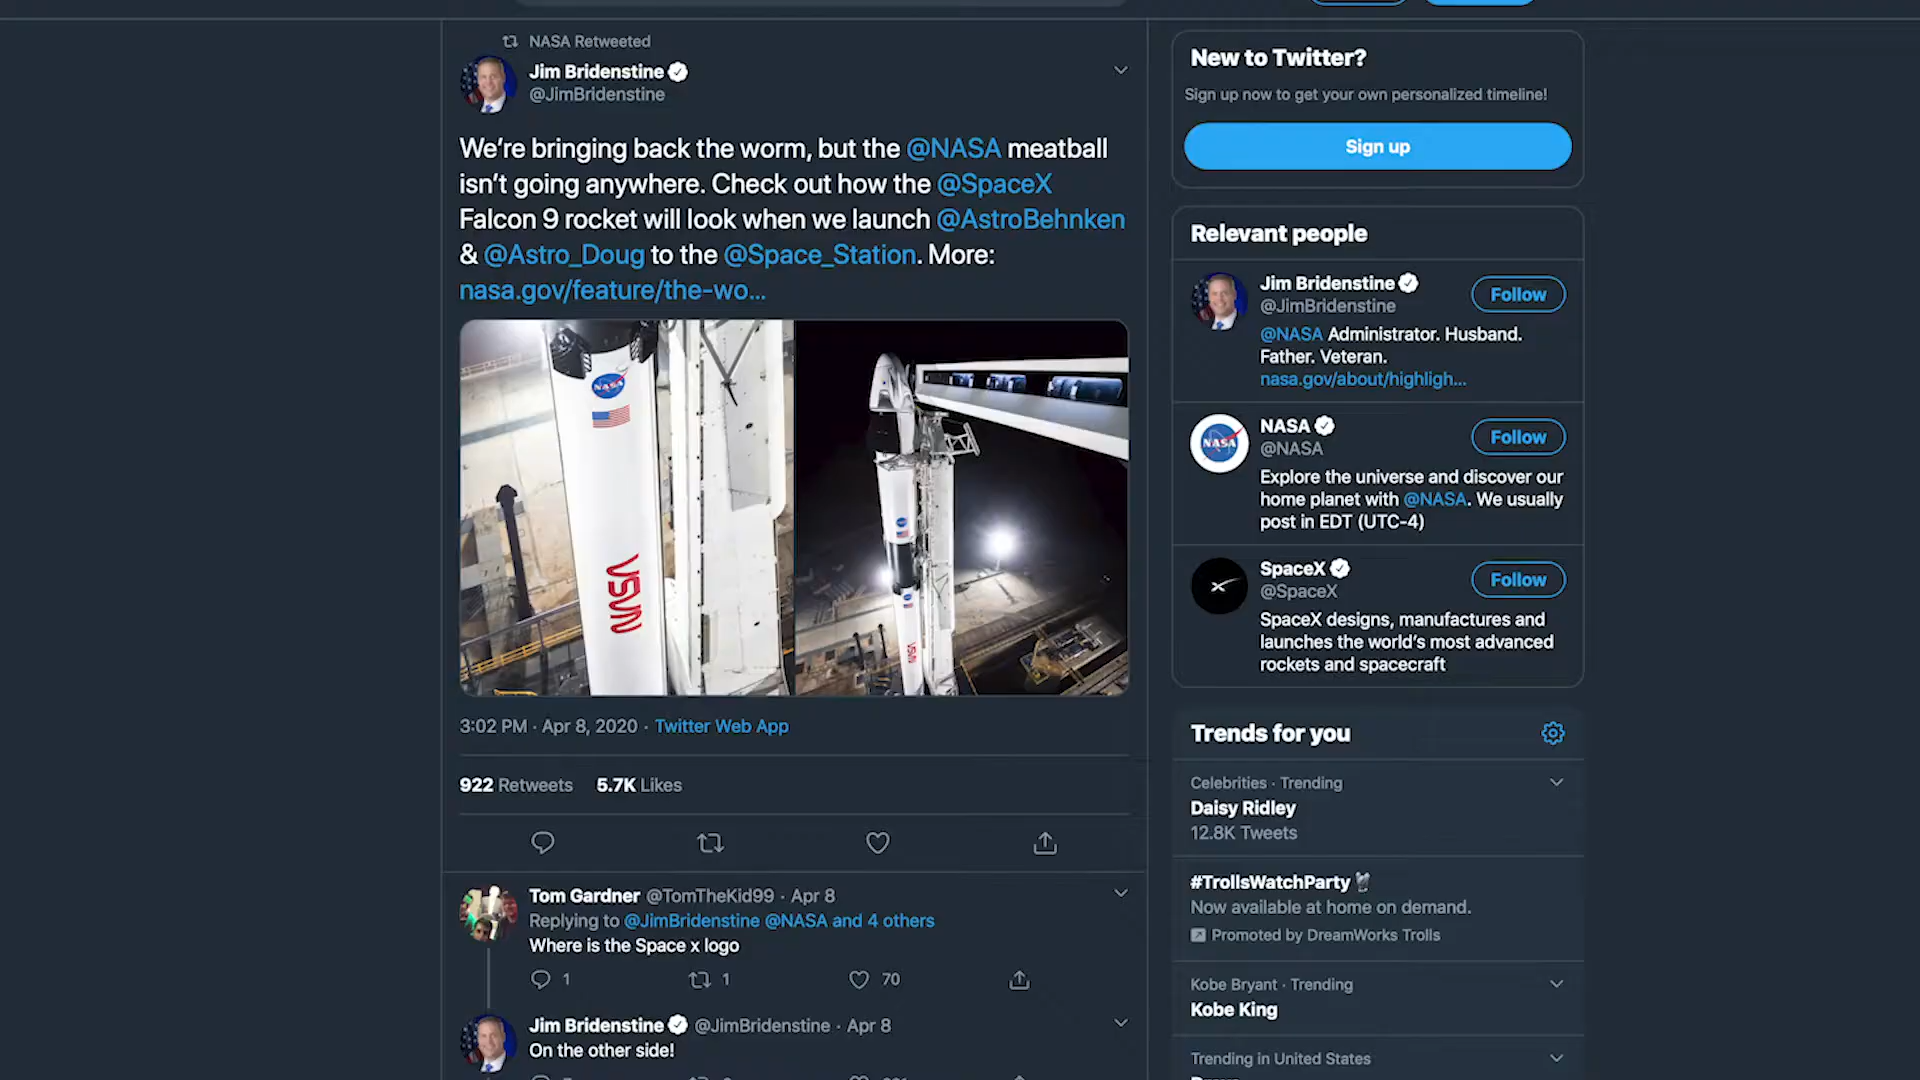 NASA Retweeted
Jim Bridenstine
@JimBridenstine
We’re bringing back the worm, but the @NASA meatball
isn’t going anywhere. Check out how the @SpaceX
Falcon 9 rocket will look when we launch @AstroBehnken
& @Astro_Doug to the @Space_Station. More:
nasa.gov/feature/the-wo...
NASA
NASA
3:02 PM · Apr 8, 2020 · Twitter Web App
922 Retweets 5.7K Likes
Tom Gardner @TomTheKid99 · Apr 8
Replying to @JimBridenstine @NASA and 4 others
Where is the Space x logo
1 1 70
Jim Bridenstine @JimBridenstine · Apr 8
On the other side!
New to Twitter?
Sign up now to get your own personalized timeline!
Sign up
Relevant people
Jim Bridenstine
@JimBridenstine
Follow
@NASA Administrator. Husband.
Father. Veteran.
nasa.gov/about/highligh...
NASA
NASA
@NASA
Follow
Explore the universe and discover our
home planet with @NASA. We usually
post in EDT (UTC-4)
SpaceX
@SpaceX
Follow
SpaceX designs, manufactures and
launches the world’s most advanced
rockets and spacecraft
Trends for you
Celebrities · Trending
Daisy Ridley
12.8K Tweets
#TrollsWatchParty
Now available at home on demand.
Promoted by DreamWorks Trolls
Kobe Bryant · Trending
Kobe King
Trending in United States